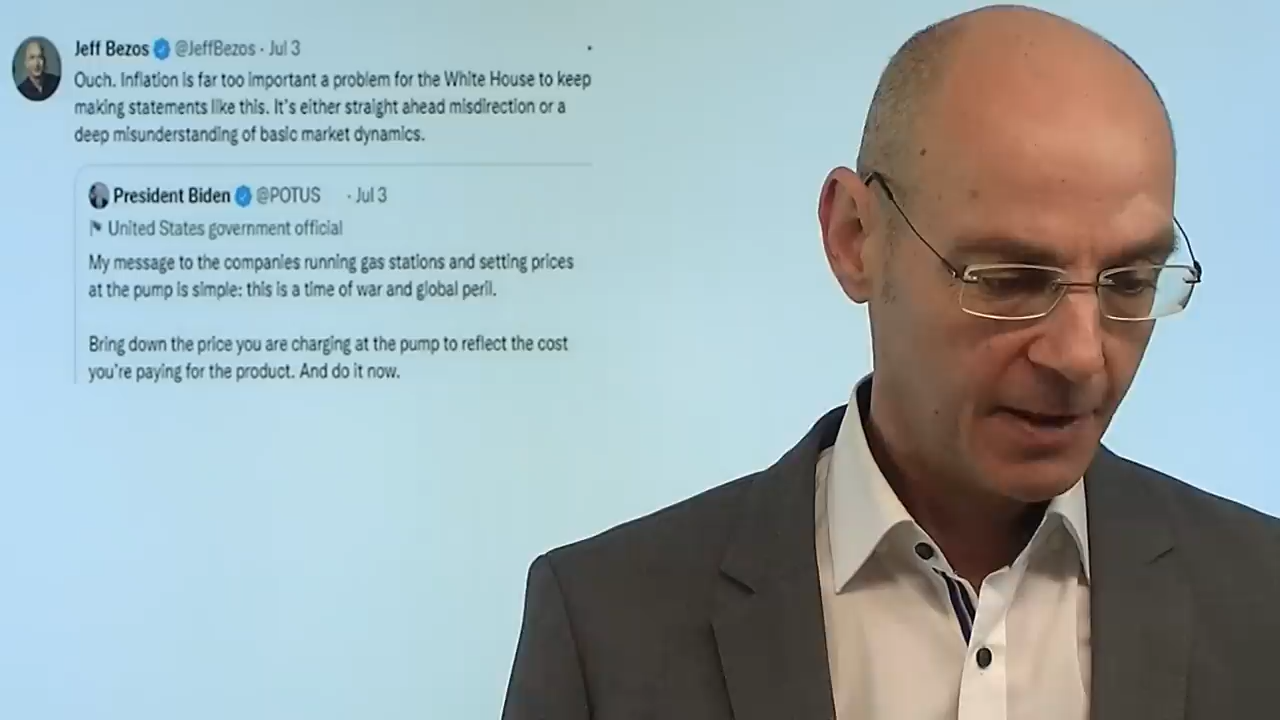 Jeff Bezos @JeffBezos · Jul 3
Ouch. Inflation is far too important a problem for the White House to keep
making statements like this. It's either straight ahead misdirection or a
deep misunderstanding of basic market dynamics.
President Biden @POTUS · Jul 3
United States government official
My message to the companies running gas stations and setting prices
at the pump is simple: this is a time of war and global peril.
Bring down the price you are charging at the pump to reflect the cost
you're paying for the product. And do it now.